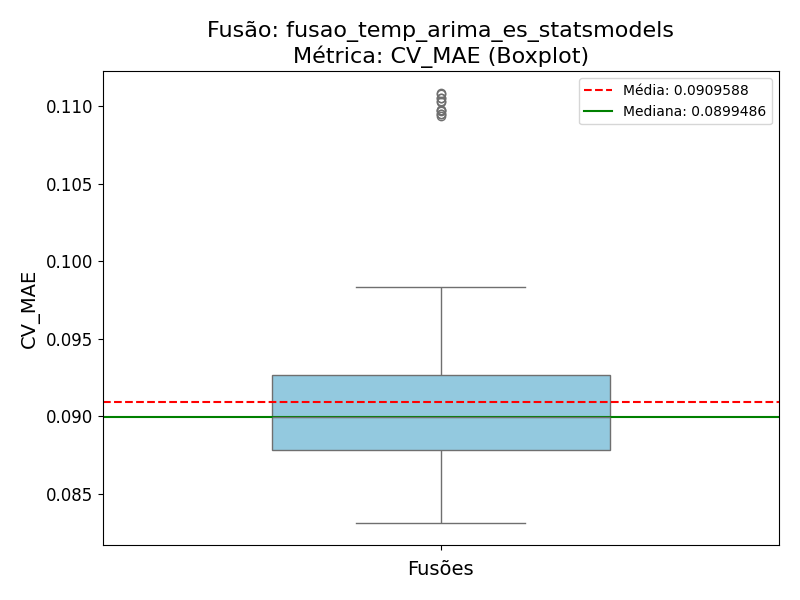 Fusão: fusao_temp_arima_es_statsmodels
Métrica: CV_MAE (Boxplot)
Média: 0.0909588
Mediana: 0.0899486
0.110
0.105
0.100
0.095
0.090
0.085
CV_MAE
Fusões